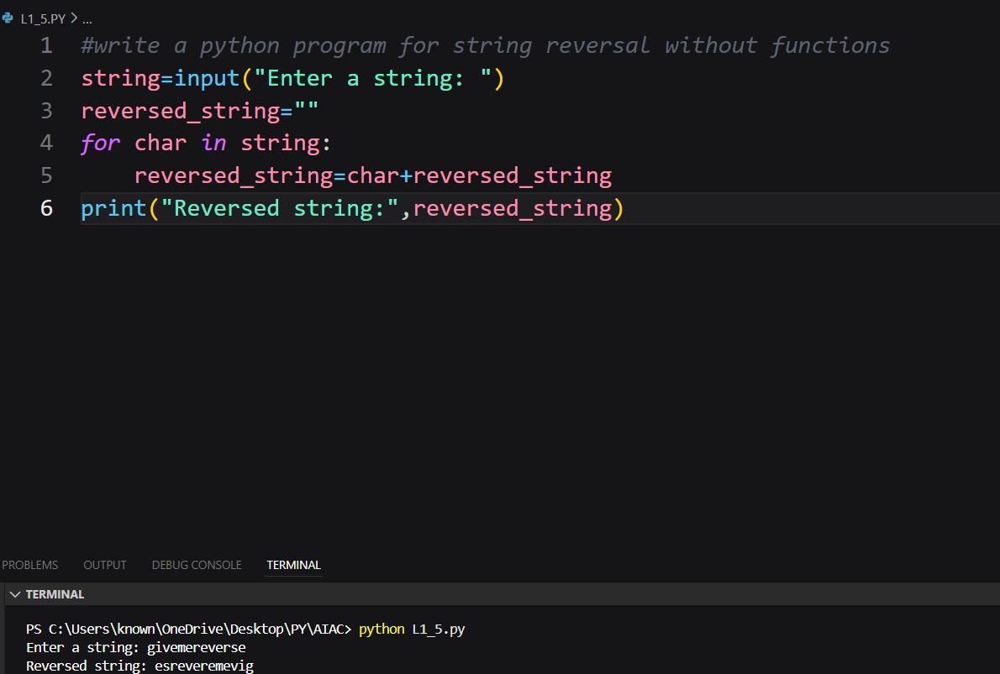 L1_5.PY > ...
1 #write a python program for string reversal without functions
2 string=input("Enter a string: ")
3 reversed_string=""
4 for char in string:
5     reversed_string=char+reversed_string
6 print("Reversed string:",reversed_string)
PROBLEMS OUTPUT DEBUG CONSOLE TERMINAL
TERMINAL
PS C:\Users\known\OneDrive\Desktop\PY\AIAC> python L1_5.py
Enter a string: givemereverse
Reversed string: esreveremevig